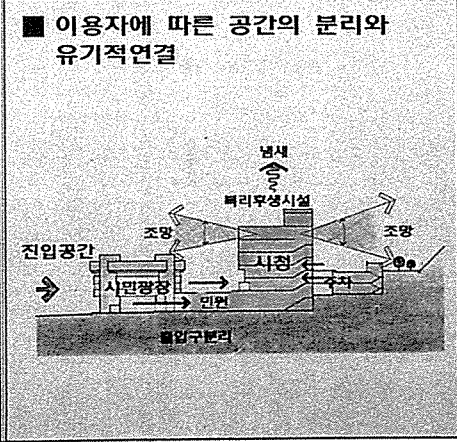 ■ 이용자에 따른 공간의 분리와
유기적연결
냄새
복리후생시설
조망
조망
진입공간
시청
시민광장
주차
민원
출입구분리